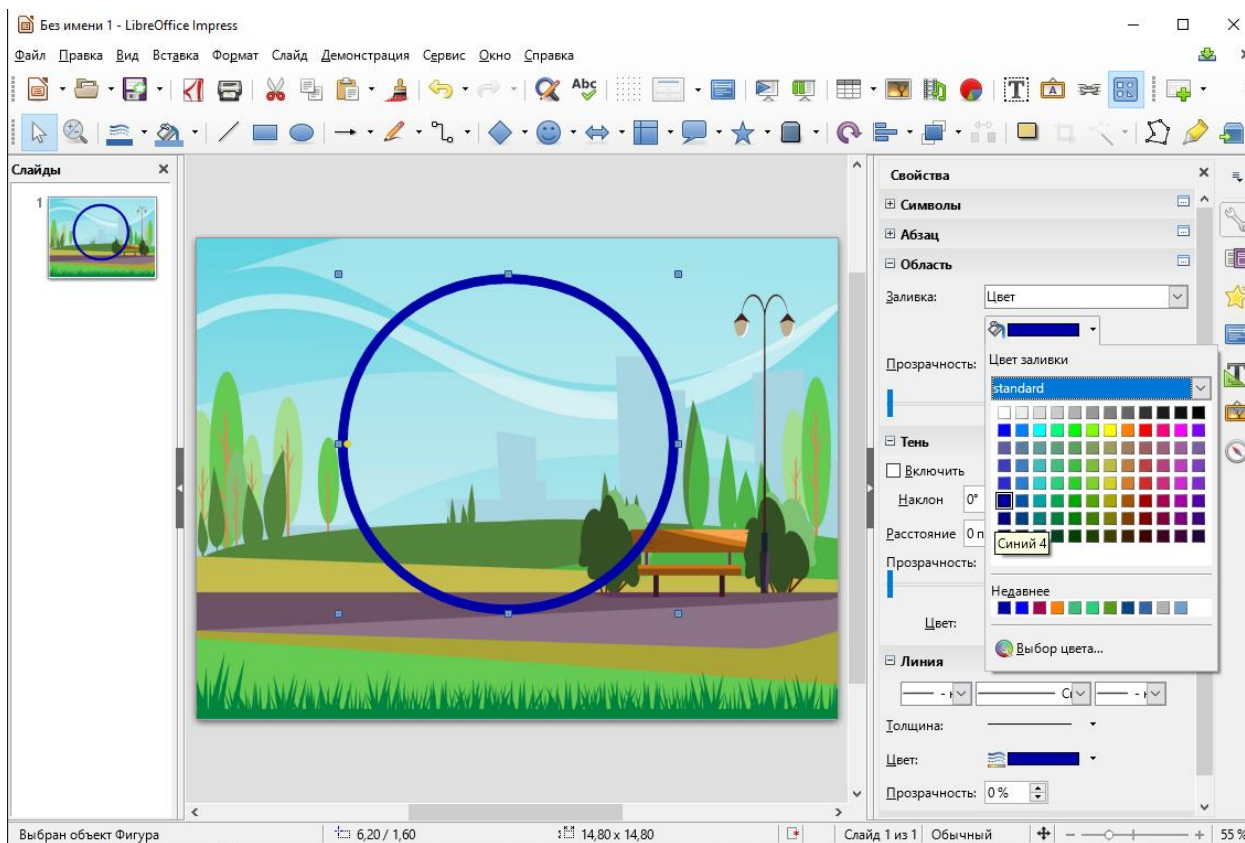 Без имени 1 - LibreOffice Impress
Файл Правка Вид Вставка Формат Слайд Демонстрация Сервис Окно Справка
Abc
T
A
Слайды
1
Свойства
Символы
Абзац
Область
Заливка: Цвет
Прозрачность:
Цвет заливки
standard
Тень
Включить
Наклон 0°
Расстояние 0
Синий 4
Прозрачность:
Недавнее
Цвет:
Выбор цвета...
Линия
Толщина:
Цвет:
Прозрачность: 0 %
Выбран объект Фигура 6,20 / 1,60 14,80 x 14,80 Слайд 1 из 1 Обычный 55 %